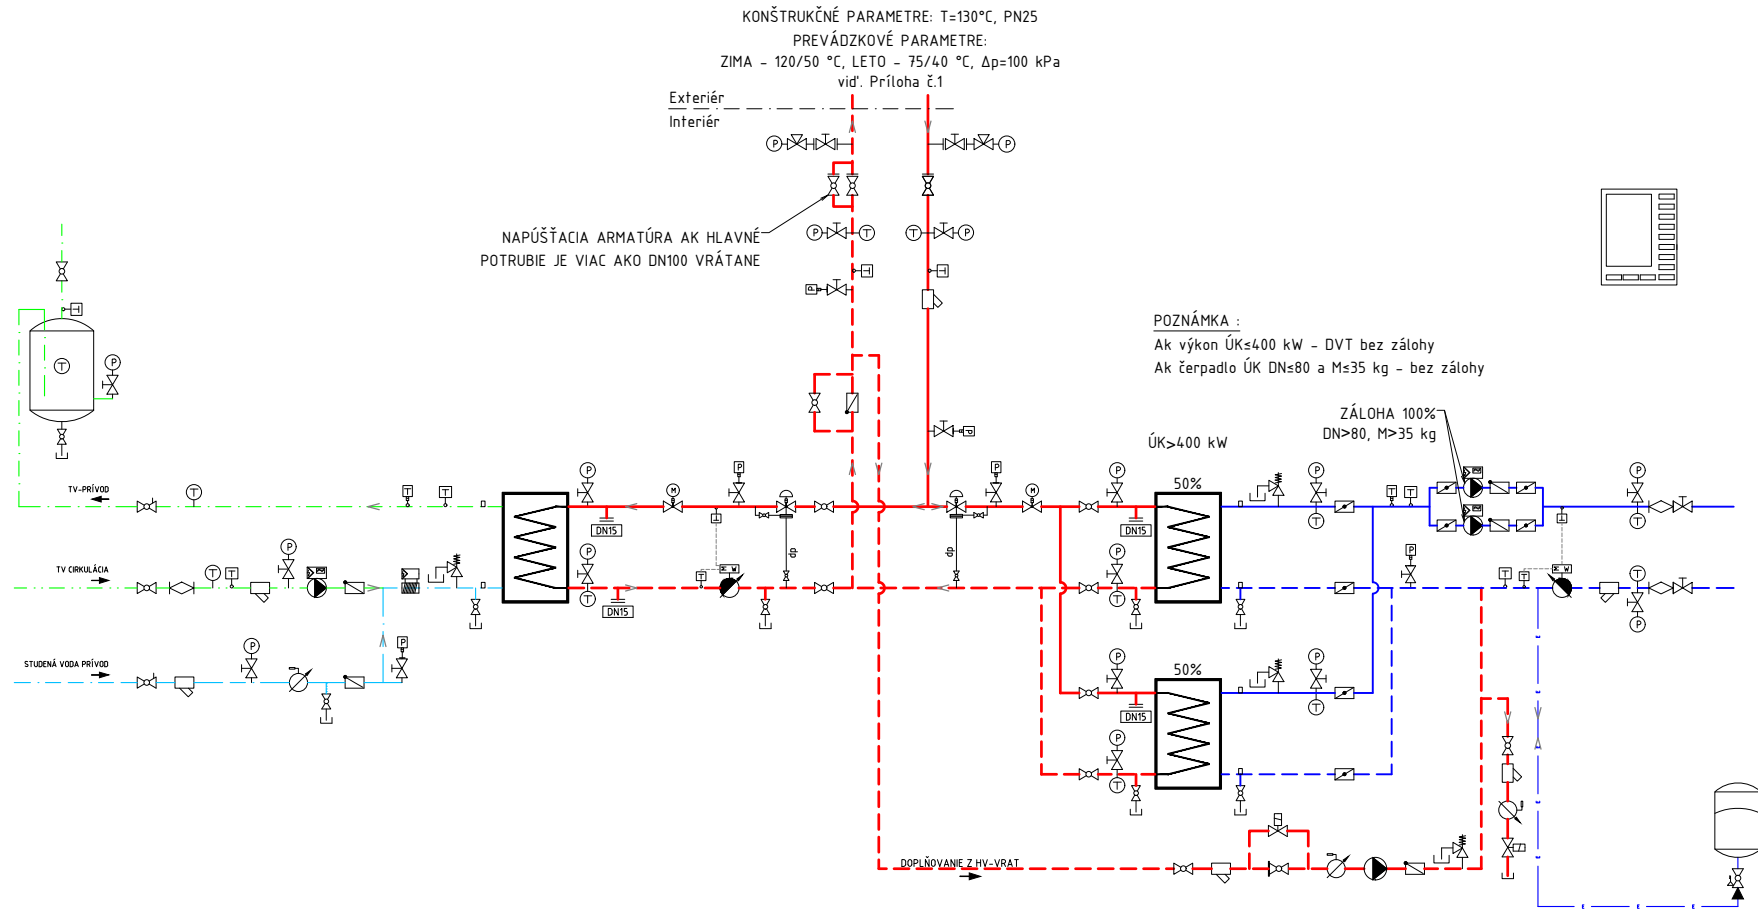 KONŠTRUKČNÉ PARAMETRE: T=130°C, PN25
PREVÁDZKOVÉ PARAMETRE:
ZIMA - 120/50 °C, LETO - 75/40 °C, Δp=100 kPa
viď. Príloha č.1
Exteriér
Interiér
NAPÚŠŤACIA ARMATÚRA AK HLAVNÉ
POTRUBIE JE VIAC AKO DN100 VRÁTANE
POZNÁMKA :
Ak výkon ÚK≤400 kW - DVT bez zálohy
Ak čerpadlo ÚK DN≤80 a M≤35 kg - bez zálohy
ZÁLOHA 100%
DN>80, M>35 kg
ÚK>400 kW
50%
TV-PRÍVOD
DN15
DN15
dp
dp
TV CIRKULÁCIA
DN15
STUDENÁ VODA PRÍVOD
50%
DN15
DOPLŇOVANIE Z HV-VRAT